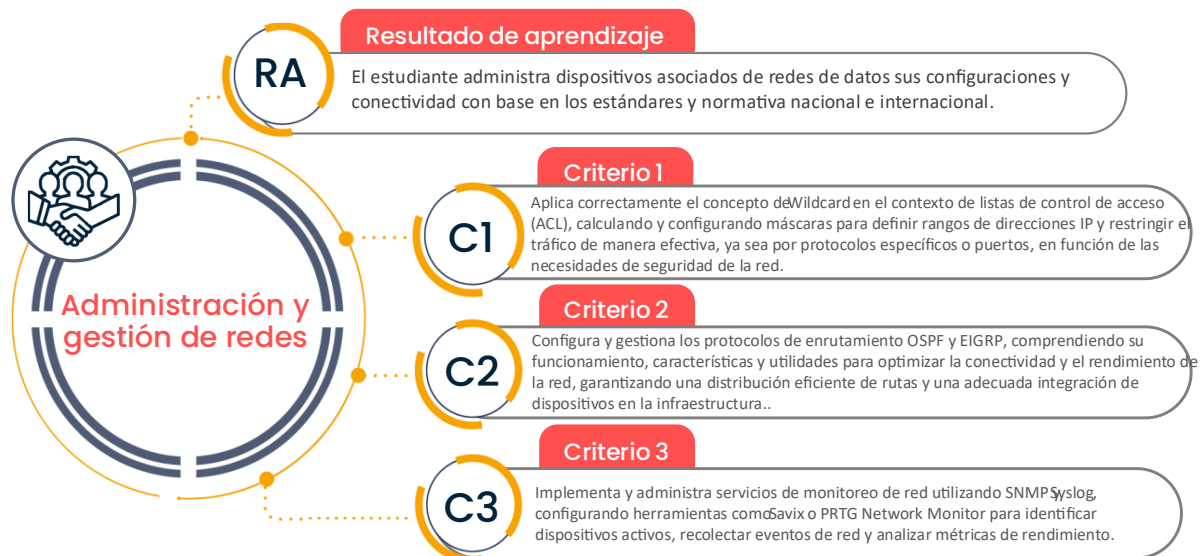 Resultado de aprendizaje
RA
El estudiante administra dispositivos asociados de redes de datos sus configuraciones y
conectividad con base en los estándares y normativa nacional e internacional.
Administración y
gestión de redes
Criterio 1
C1
Aplica correctamente el concepto de Wildcard en el contexto de listas de control de acceso
(ACL), calculando y configurando máscaras para definir rangos de direcciones IP y restringir el
tráfico de manera efectiva, ya sea por protocolos específicos o puertos, en función de las
necesidades de seguridad de la red.
Criterio 2
C2
Configura y gestiona los protocolos de enrutamiento OSPF y EIGRP, comprendiendo su
funcionamiento, características y utilidades para optimizar la conectividad y el rendimiento de
la red, garantizando una distribución eficiente de rutas y una adecuada integración de
dispositivos en la infraestructura..
Criterio 3
C3
Implementa y administra servicios de monitoreo de red utilizando SNMP y Syslog,
configurando herramientas como Savix o PRTG Network Monitor para identificar
dispositivos activos, recolectar eventos de red y analizar métricas de rendimiento.